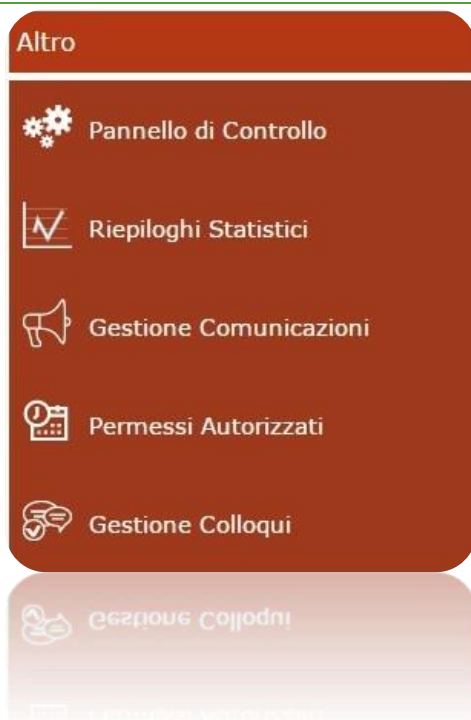 Altro
Pannello di Controllo
Riepiloghi Statistici
Gestione Comunicazioni
Permessi Autorizzati
Gestione Colloqui